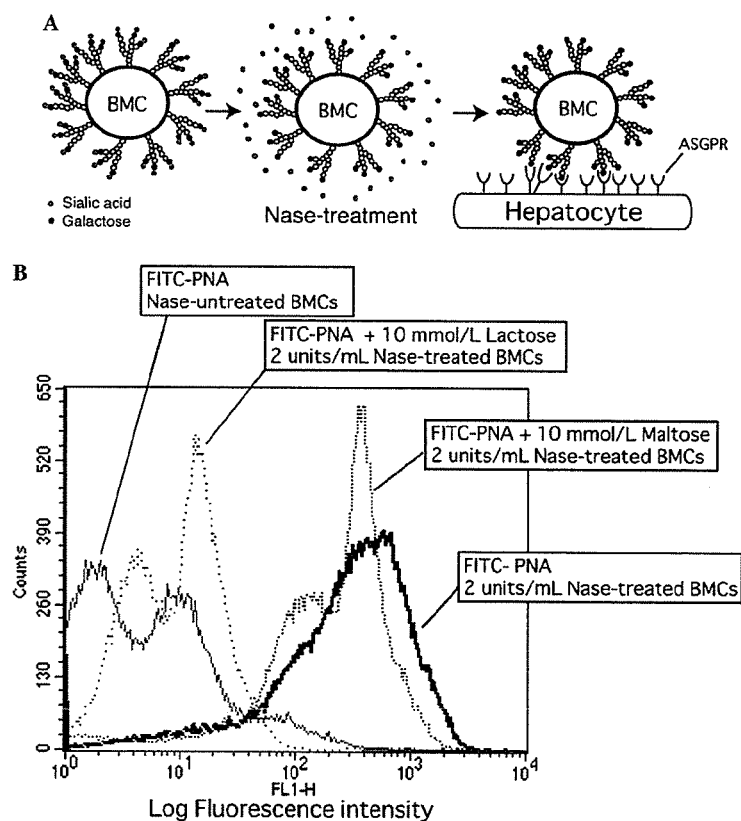 A
BMC
BMC
BMC
ASGPR
Sialic acid
Galactose
Nase-treatment
Hepatocyte
B
FITC-PNA
Nase-untreated BMCs
FITC-PNA + 10 mmol/L Lactose
2 units/mL Nase-treated BMCs
FITC-PNA + 10 mmol/L Maltose
2 units/mL Nase-treated BMCs
FITC- PNA
2 units/mL Nase-treated BMCs
Counts
650
520
390
260
130
0
10⁰
10¹
10²
10³
10⁴
FL1-H
Log Fluorescence intensity